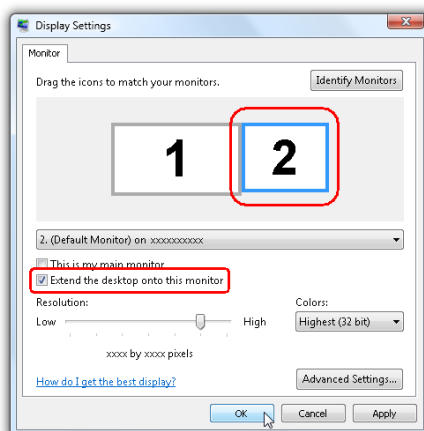 Display Settings
Monitor
Drag the icons to match your monitors.
Identify Monitors
1
2
2. (Default Monitor) on xxxxxxxxxx
This is my main monitor
Extend the desktop onto this monitor
Resolution:
Colors:
Low
High
Highest (32 bit)
xxxx by xxxx pixels
How do I get the best display?
Advanced Settings...
OK
Cancel
Apply